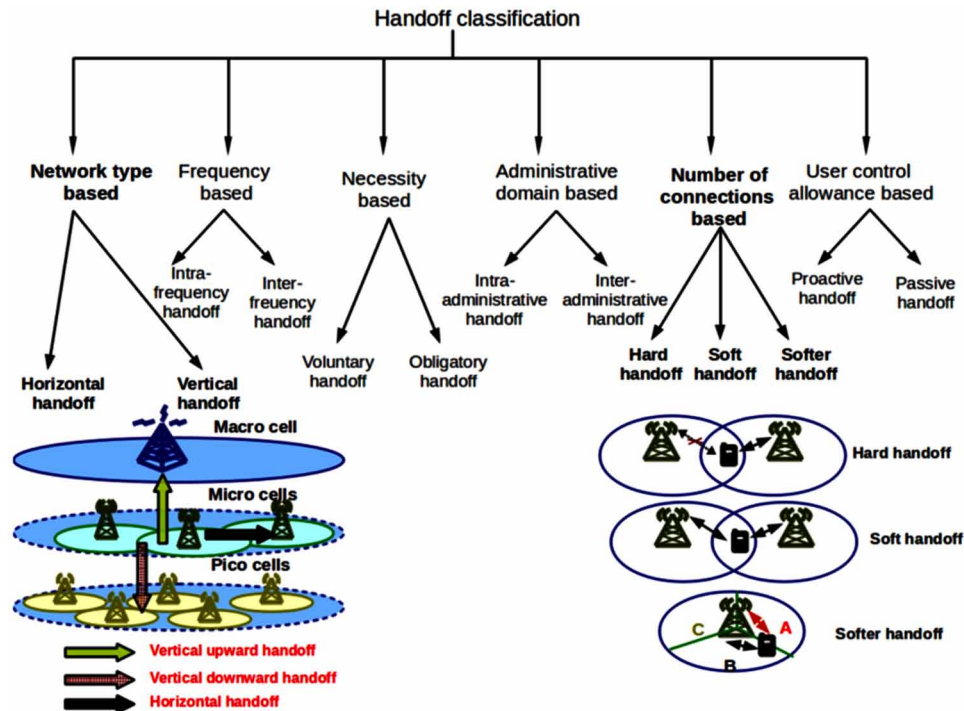 Handoff classification
Network type
based
Frequency
based
Necessity
based
Administrative
domain based
Number of
connections
based
User control
allowance based
Intra-
frequency
handoff
Inter-
freuency
handoff
Intra-
administrative
handoff
Inter-
administrative
handoff
Proactive
handoff
Passive
handoff
Voluntary
handoff
Obligatory
handoff
Hard
handoff
Soft
handoff
Softer
handoff
Horizontal
handoff
Vertical
handoff
Macro cell
Micro cells
Pico cells
Vertical upward handoff
Vertical downward handoff
Horizontal handoff
Hard handoff
Soft handoff
C
A
B
Softer handoff